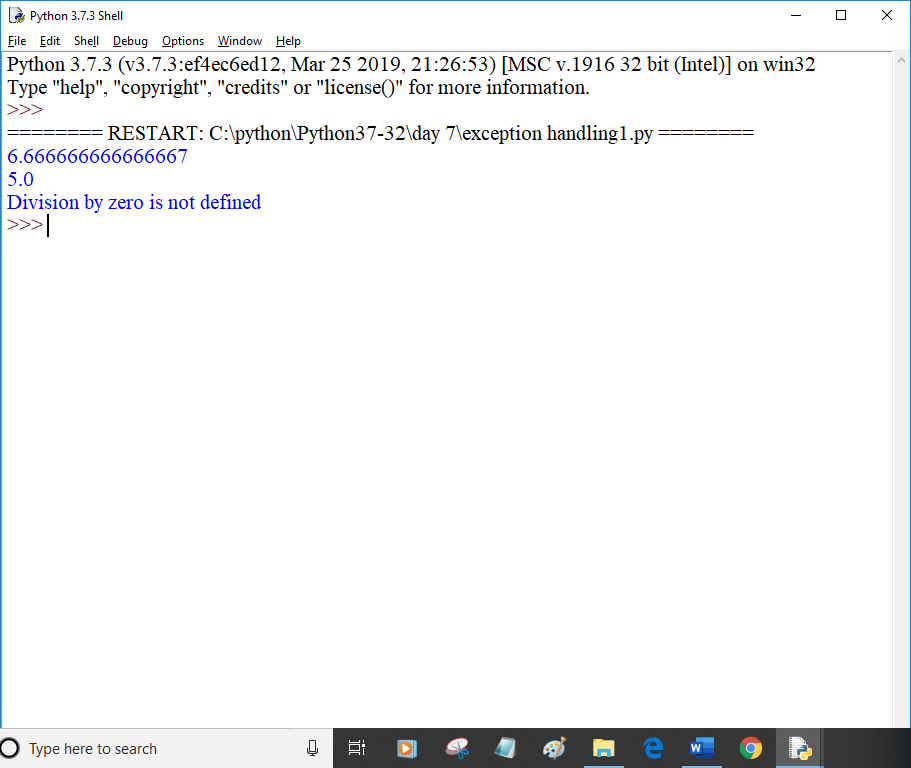 Python 3.7.3 Shell
File Edit Shell Debug Options Window Help
Python 3.7.3 (v3.7.3:ef4ec6ed12, Mar 25 2019, 21:26:53) [MSC v.1916 32 bit (Intel)] on win32
Type "help", "copyright", "credits" or "license()" for more information.
>>>
======== RESTART: C:\python\Python37-32\day 7\exception handling1.py ========
6.666666666666667
5.0
Division by zero is not defined
>>>
Type here to search